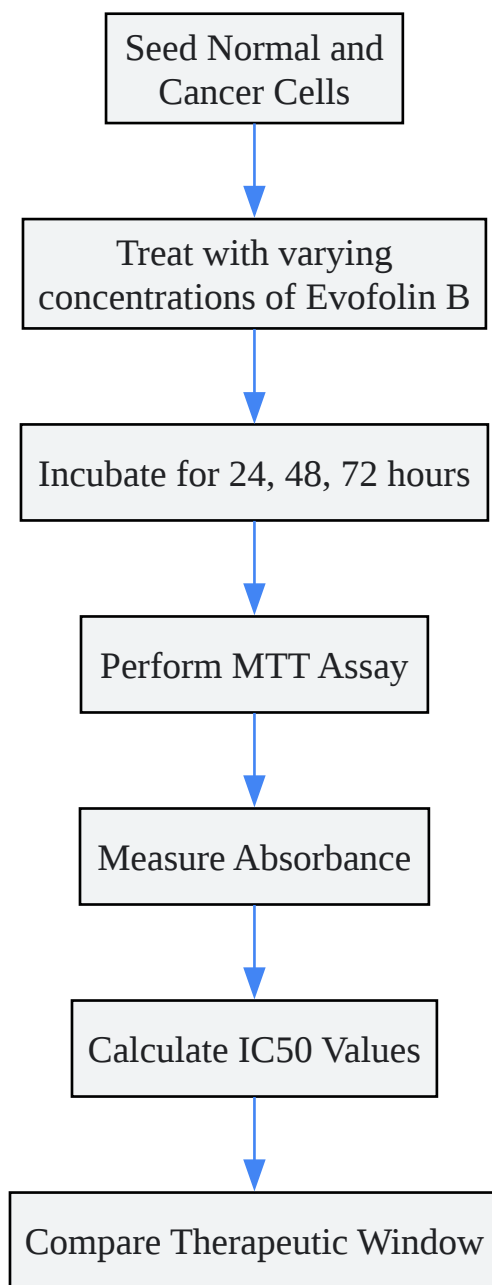 Seed Normal and
Cancer Cells
Treat with varying
concentrations of Evofolin B
Incubate for 24, 48, 72 hours
Perform MTT Assay
Measure Absorbance
Calculate IC50 Values
Compare Therapeutic Window